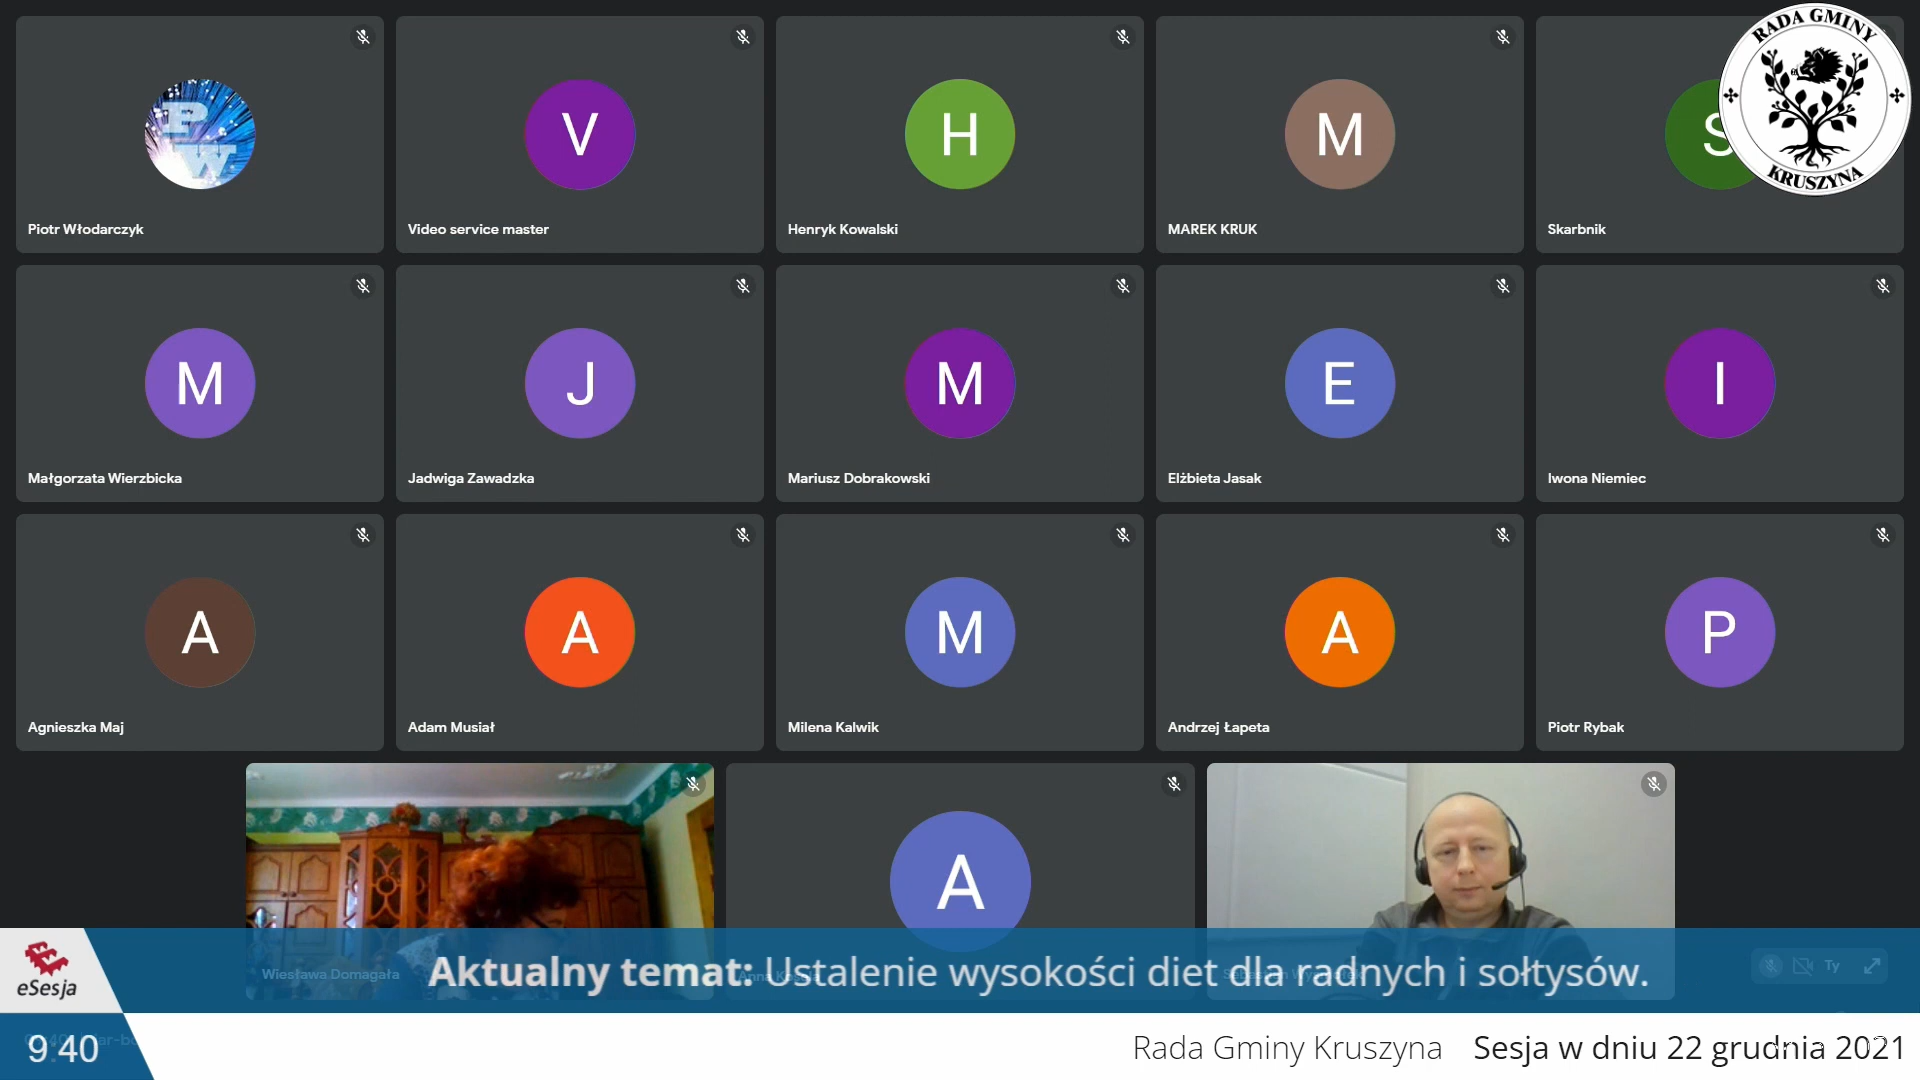 RADA GMINY
KRUSZYNA
P
W
V
H
M
S
Piotr Włodarczyk
Video service master
Henryk Kowalski
MAREK KRUK
Skarbnik
M
J
M
E
I
Małgorzata Wierzbicka
Jadwiga Zawadzka
Mariusz Dobrakowski
Elżbieta Jasak
Iwona Niemiec
A
A
M
A
P
Agnieszka Maj
Adam Musiał
Milena Kalwik
Andrzej Łapeta
Piotr Rybak
A
Wiesława Domagała
Ty
eSesja
Aktualny temat: Ustalenie wysokości diet dla radnych i sołtysów.
9:40
Rada Gminy Kruszyna Sesja w dniu 22 grudnia 2021